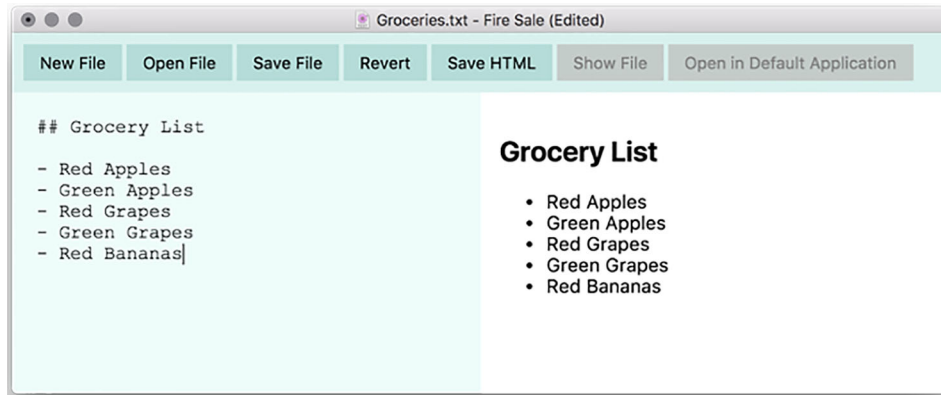 Groceries.txt - Fire Sale (Edited)
New File Open File Save File Revert Save HTML Show File Open in Default Application
## Grocery List
- Red Apples
- Green Apples
- Red Grapes
- Green Grapes
- Red Bananas
Grocery List
• Red Apples
• Green Apples
• Red Grapes
• Green Grapes
• Red Bananas